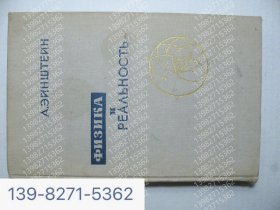 А. ЭЙНШТЕЙН
ФИЗИКА
И
РЕАЛЬНОСТЬ
139-8271-5362